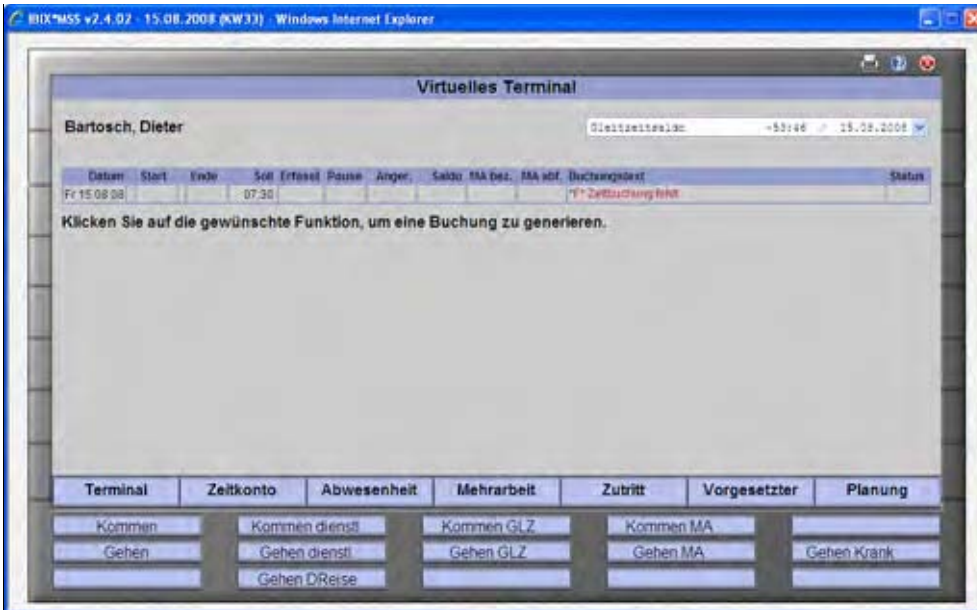 IBIX*MSS v2.4.02 - 15.08.2008 (KW33) - Windows Internet Explorer
Virtuelles Terminal
Bartosch, Dieter
Gleitzeitsaldo -53:46 / 15.08.2008
Datum Start Ende Soll Erfasst Pause Anger. Saldo MA bez. MA abf. Buchungstext Status
Fr 15.08.08 07:30 *F* Zeitbuchung fehlt
Klicken Sie auf die gewünschte Funktion, um eine Buchung zu generieren.
Terminal Zeitkonto Abwesenheit Mehrarbeit Zutritt Vorgesetzter Planung
Kommen Kommen dienstl Kommen GLZ Kommen MA
Gehen Gehen dienstl Gehen GLZ Gehen MA Gehen Krank
Gehen DReise